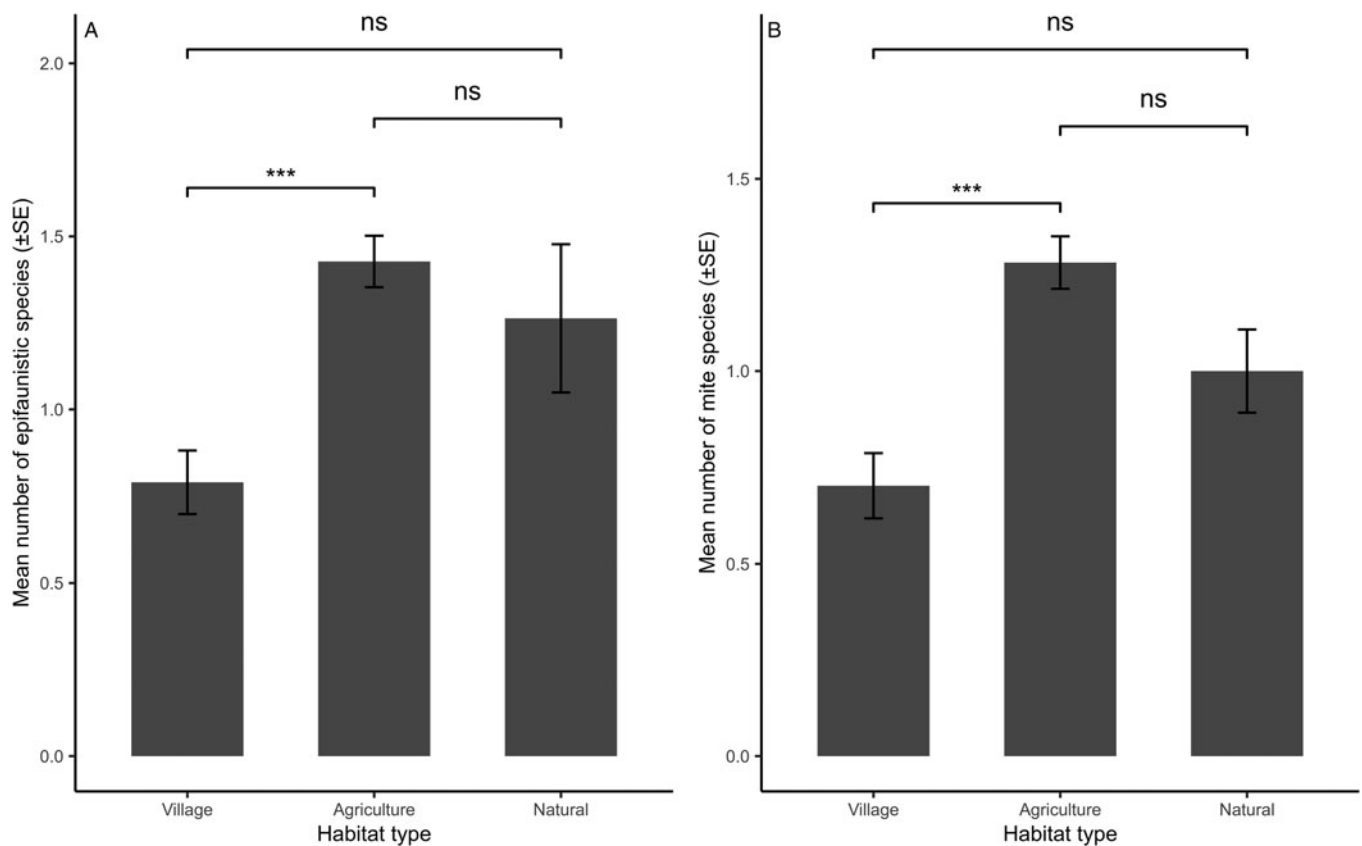 A
ns
ns
***
2.0
1.5
1.0
0.5
0.0
Mean number of epifaunistic species (±SE)
Village
Agriculture
Natural
Habitat type
B
ns
ns
***
1.5
1.0
0.5
0.0
Mean number of mite species (±SE)
Village
Agriculture
Natural
Habitat type